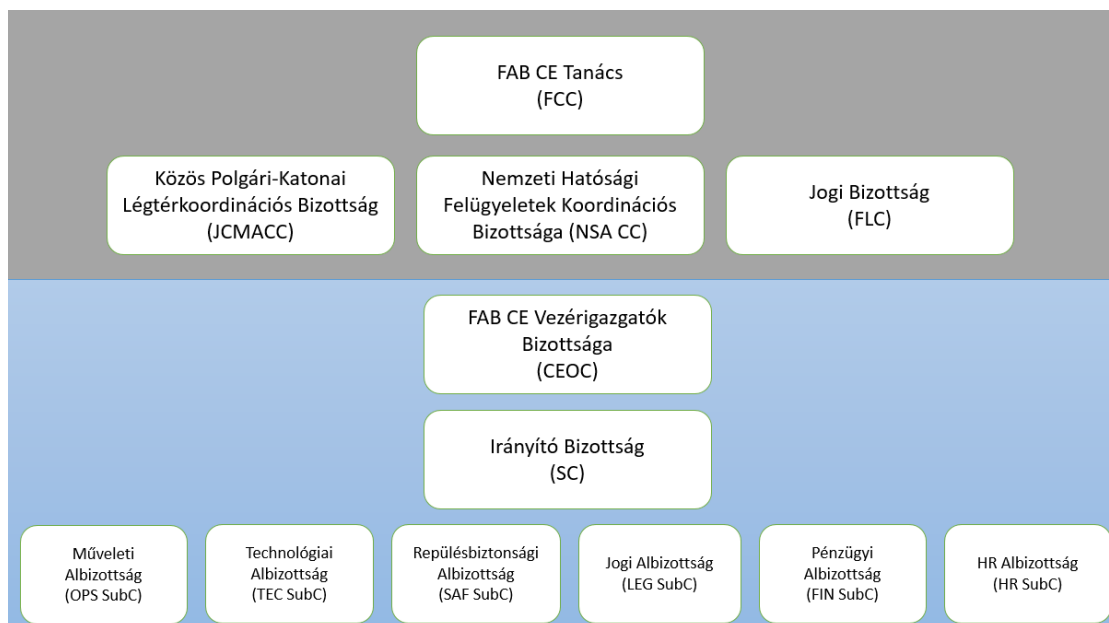 FAB CE Tanács
(FCC)
Közös Polgári-Katonai
Légtérkoordinációs Bizottság
(JCMACC)
Nemzeti Hatósági
Felügyeletek Koordinációs
Bizottsága (NSA CC)
Jogi Bizottság
(FLC)
FAB CE Vezérigazgatók
Bizottsága
(CEOC)
Irányító Bizottság
(SC)
Műveleti
Albizottság
(OPS SubC)
Technológiai
Albizottság
(TEC SubC)
Repülésbiztonsági
Albizottság
(SAF SubC)
Jogi Albizottság
(LEG SubC)
Pénzügyi
Albizottság
(FIN SubC)
HR Albizottság
(HR SubC)